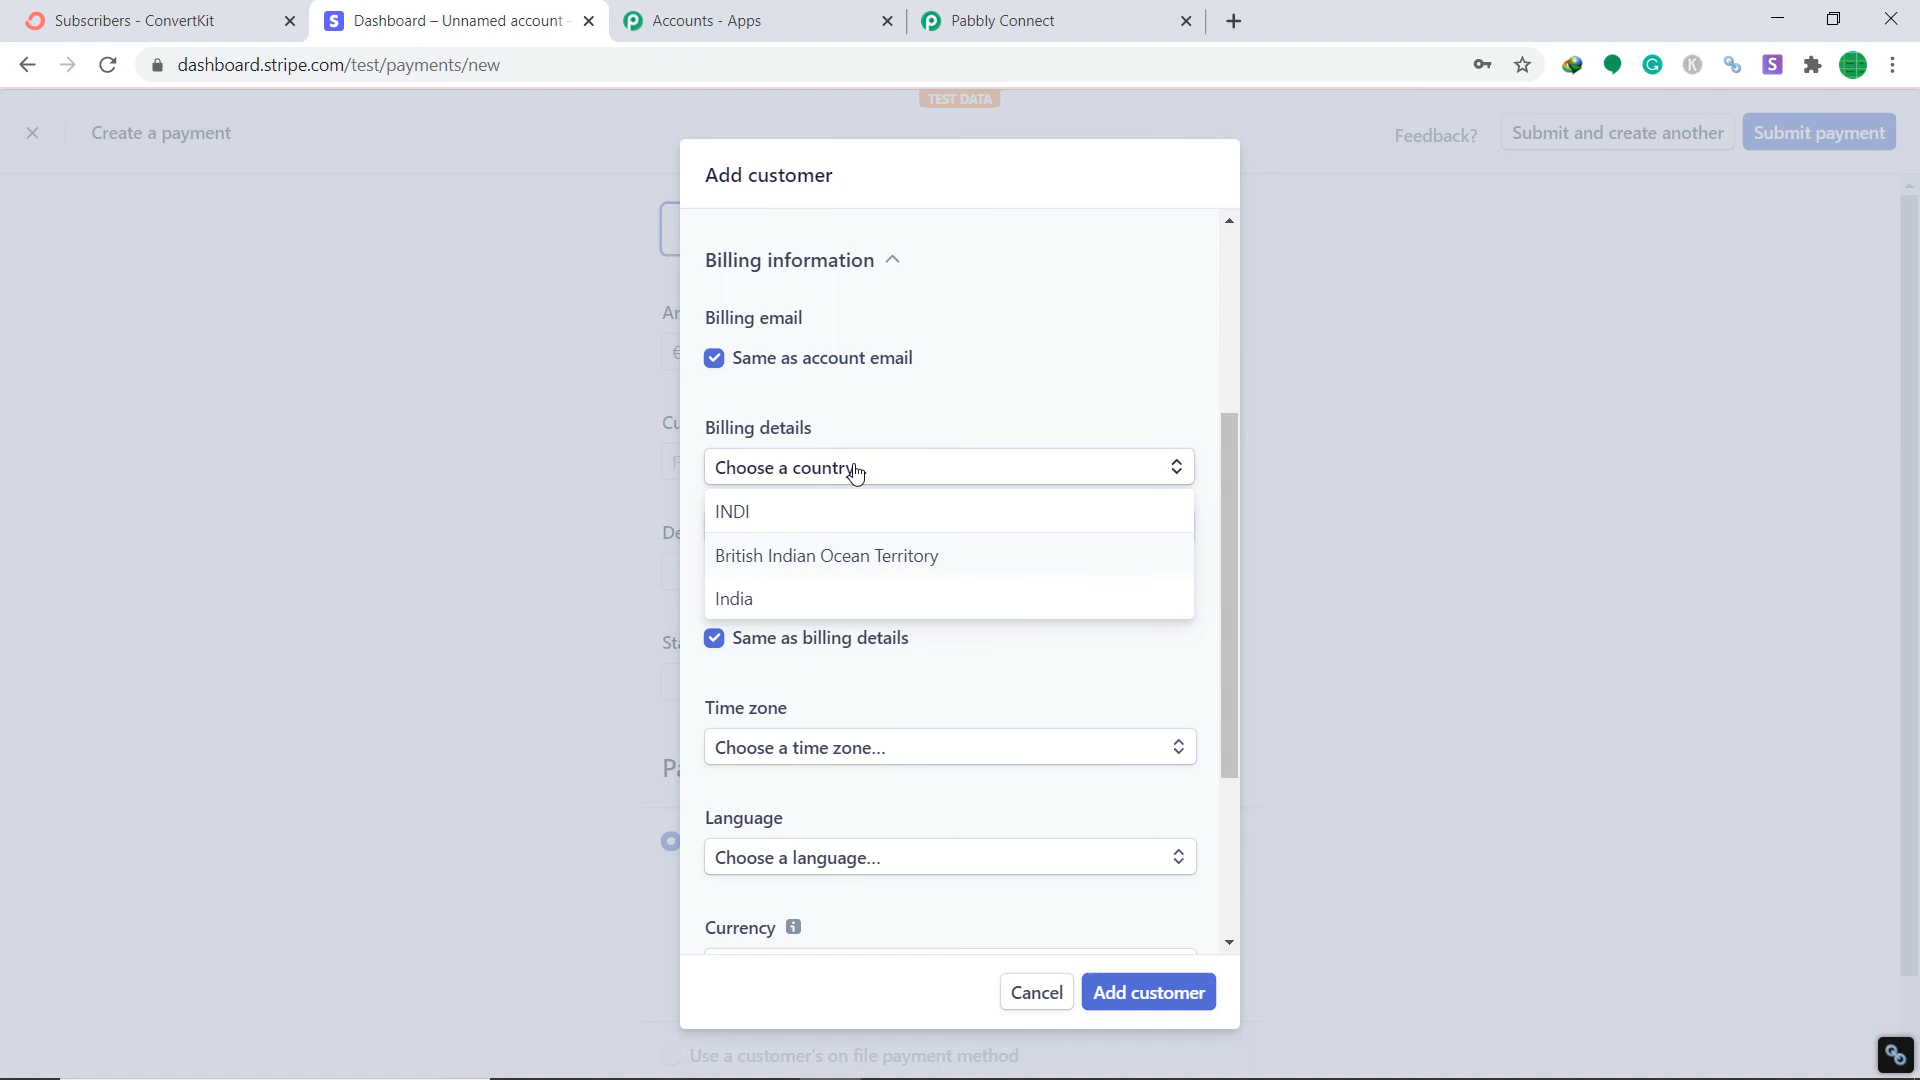 Subscribers - ConvertKit
Dashboard – Unnamed account -
Accounts - Apps
Pabbly Connect
dashboard.stripe.com/test/payments/new
TEST DATA
Create a payment
Feedback?
Submit and create another
Submit payment
Add customer
Billing information
Billing email
Same as account email
Billing details
Choose a country
INDI
British Indian Ocean Territory
India
Same as billing details
Time zone
Choose a time zone...
Language
Choose a language...
Currency
Cancel
Add customer
Use a customer's on file payment method